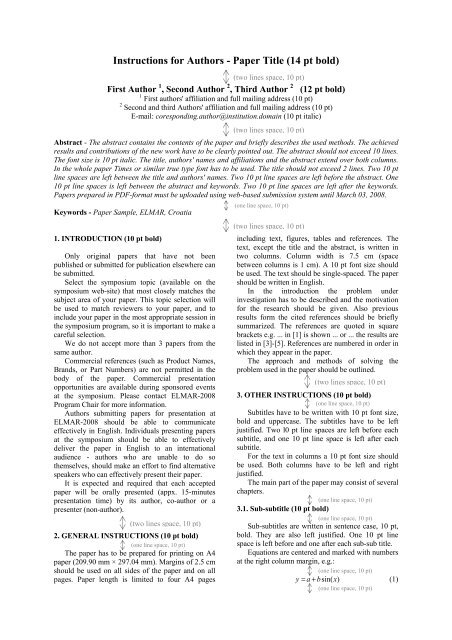 Instructions for Authors - Paper Title (14 pt bold)
(two lines space, 10 pt)
First Author 1, Second Author 2, Third Author 2 (12 pt bold)
1 First authors' affiliation and full mailing address (10 pt)
2 Second and third Authors' affiliation and full mailing address (10 pt)
E-mail: coresponding.author@institution.domain (10 pt italic)
(two lines space, 10 pt)
Abstract - The abstract contains the contents of the paper and briefly describes the used methods. The achieved
results and contributions of the new work have to be clearly pointed out. The abstract should not exceed 10 lines.
The font size is 10 pt italic. The title, authors' names and affiliations and the abstract extend over both columns.
In the whole paper Times or similar true type font has to be used. The title should not exceed 2 lines. Two 10 pt
line spaces are left between the title and authors' names. Two 10 pt line spaces are left before the abstract. One
10 pt line spaces is left between the abstract and keywords. Two 10 pt line spaces are left after the keywords.
Papers prepared in PDF-format must be uploaded using web-based submission system until March 03, 2008.
(one line space, 10 pt)
Keywords - Paper Sample, ELMAR, Croatia
(two lines space, 10 pt)
1. INTRODUCTION (10 pt bold)
Only original papers that have not been
published or submitted for publication elsewhere can
be submitted.
Select the symposium topic (available on the
symposium web-site) that most closely matches the
subject area of your paper. This topic selection will
be used to match reviewers to your paper, and to
include your paper in the most appropriate session in
the symposium program, so it is important to make a
careful selection.
We do not accept more than 3 papers from the
same author.
Commercial references (such as Product Names,
Brands, or Part Numbers) are not permitted in the
body of the paper. Commercial presentation
opportunities are available during sponsored events
at the symposium. Please contact ELMAR-2008
Program Chair for more information.
Authors submitting papers for presentation at
ELMAR-2008 should be able to communicate
effectively in English. Individuals presenting papers
at the symposium should be able to effectively
deliver the paper in English to an international
audience - authors who are unable to do so
themselves, should make an effort to find alternative
speakers who can effectively present their paper.
It is expected and required that each accepted
paper will be orally presented (appx. 15-minutes
presentation time) by its author, co-author or a
presenter (non-author).
(two lines space, 10 pt)
2. GENERAL INSTRUCTIONS (10 pt bold)
(one line space, 10 pt)
The paper has to be prepared for printing on A4
paper (209.90 mm × 297.04 mm). Margins of 2.5 cm
should be used on all sides of the paper and on all
pages. Paper length is limited to four A4 pages
including text, figures, tables and references. The
text, except the title and the abstract, is written in
two columns. Column width is 7.5 cm (space
between columns is 1 cm). A 10 pt font size should
be used. The text should be single-spaced. The paper
should be written in English.
In the introduction the problem under
investigation has to be described and the motivation
for the research should be given. Also previous
results form the cited references should be briefly
summarized. The references are quoted in square
brackets e.g. ... in [1] is shown ... or ... the results are
listed in [3]-[5]. References are numbered in order in
which they appear in the paper.
The approach and methods of solving the
problem used in the paper should be outlined.
(two lines space, 10 pt)
3. OTHER INSTRUCTIONS (10 pt bold)
(one line space, 10 pt)
Subtitles have to be written with 10 pt font size,
bold and uppercase. The subtitles have to be left
justified. Two l0 pt line spaces are left before each
subtitle, and one 10 pt line space is left after each
subtitle.
For the text in columns a 10 pt font size should
be used. Both columns have to be left and right
justified.
The main part of the paper may consist of several
chapters.
(one line space, 10 pt)
3.1. Sub-subtitle (10 pt bold)
(one line space, 10 pt)
Sub-subtitles are written in sentence case, 10 pt,
bold. They are also left justified. One 10 pt line
space is left before and one after each sub-sub title.
Equations are centered and marked with numbers
at the right column margin, e.g.:
(one line space, 10 pt)
y = a + b sin(x) (1)
(one line space, 10 pt)